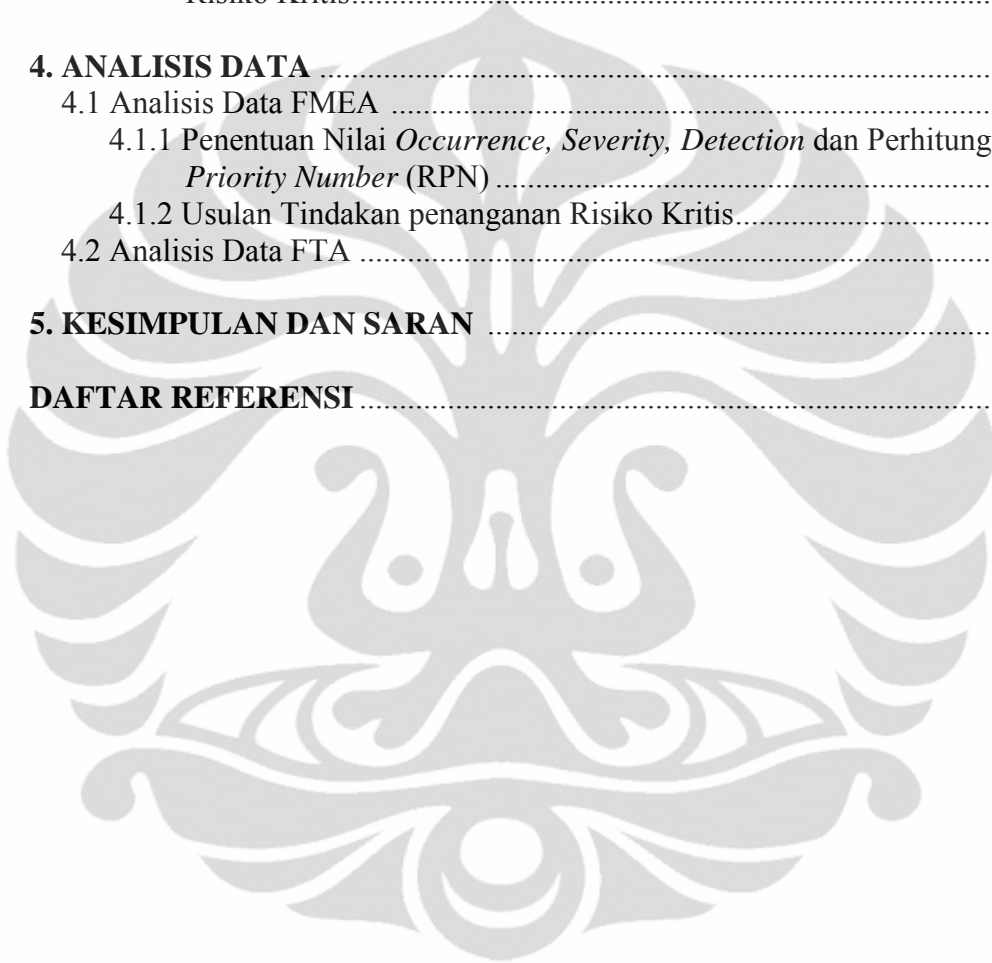 Risiko Kritis..........................................................................................
4. ANALISIS DATA ..........................................................................................
4.1 Analisis Data FMEA ..........................................................................................
4.1.1 Penentuan Nilai Occurrence, Severity, Detection dan Perhitung
Priority Number (RPN) ..........................................................................................
4.1.2 Usulan Tindakan penanganan Risiko Kritis..........................................................
4.2 Analisis Data FTA ..........................................................................................
5. KESIMPULAN DAN SARAN ..........................................................................
DAFTAR REFERENSI ..........................................................................................